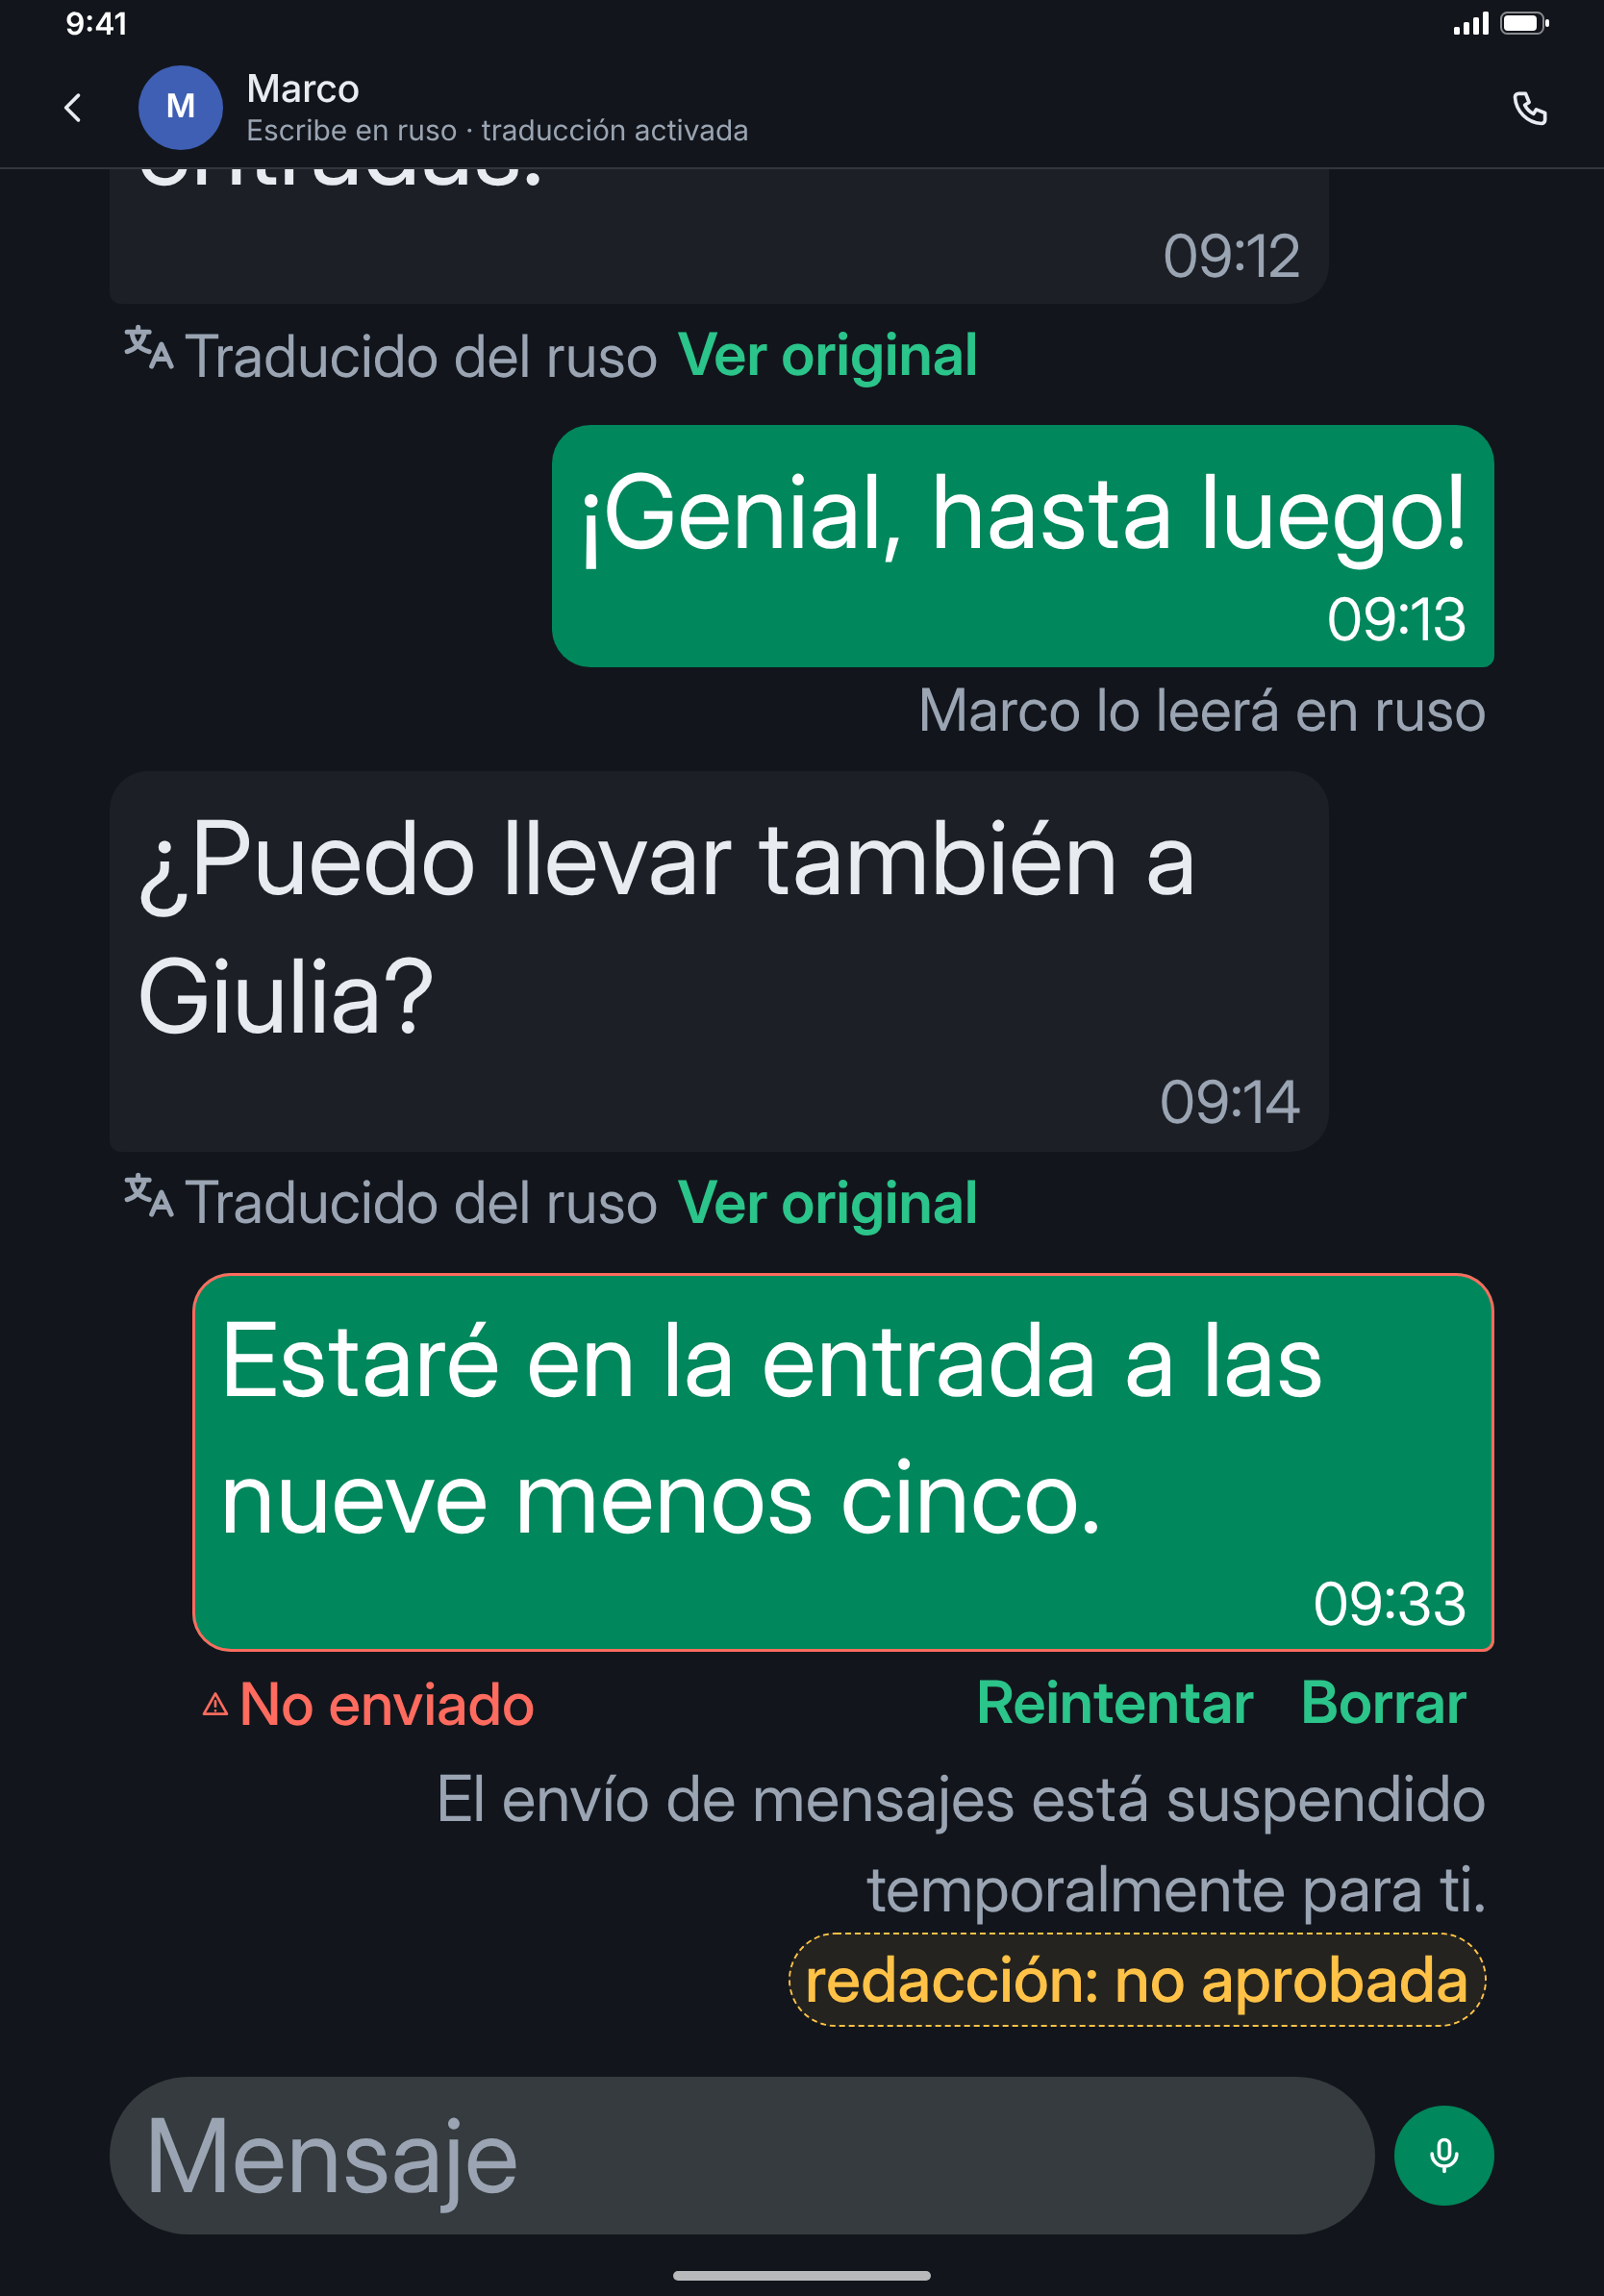 9:41
M
Marco
Escribe en ruso · traducción activada
09:12
Traducido del ruso Ver original
¡Genial, hasta luego!
09:13
Marco lo leerá en ruso
¿Puedo llevar también a
Giulia?
09:14
Traducido del ruso Ver original
Estaré en la entrada a las
nueve menos cinco.
09:33
No enviado Reintentar Borrar
El envío de mensajes está suspendido
temporalmente para ti.
redacción: no aprobada
Mensaje